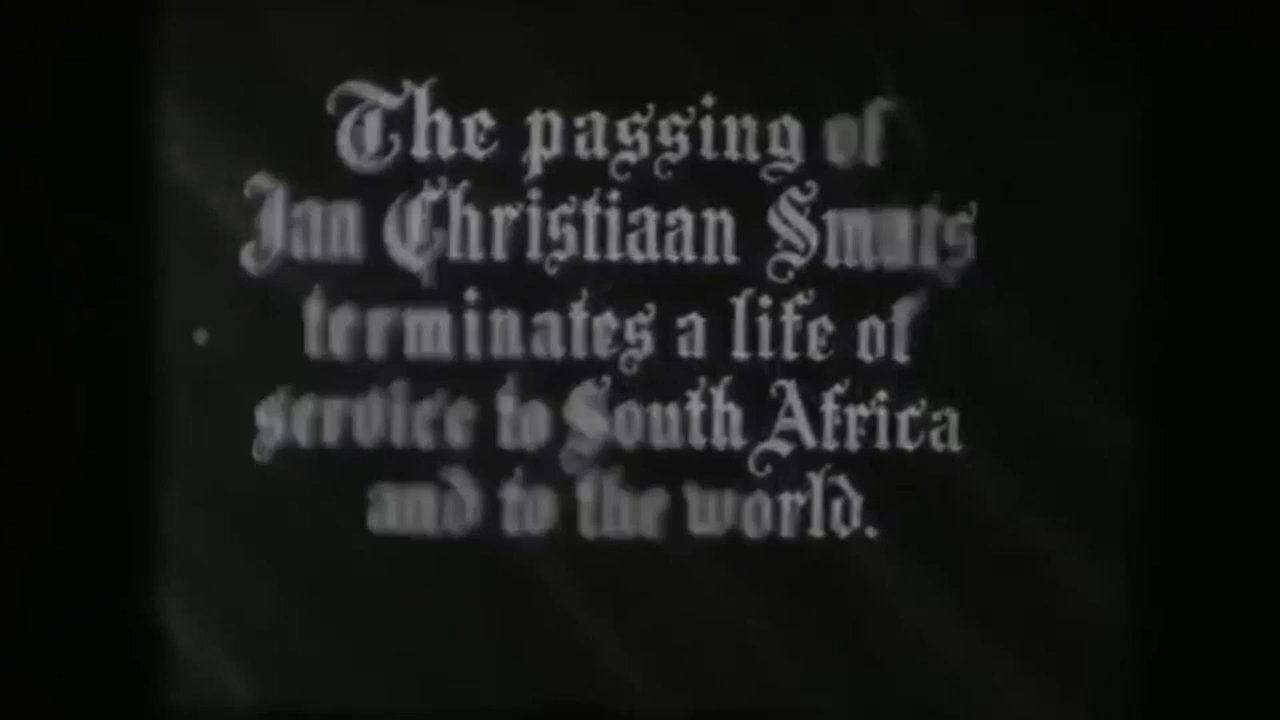 The passing of
Jan Christiaan Smuts
terminates a life of
service to South Africa
and to the world.